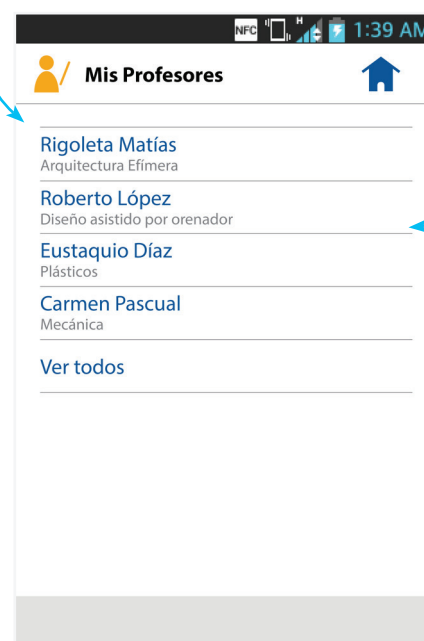 NFC H 1:39 AM
Mis Profesores
Rigoleta Matías
Arquitectura Efímera
Roberto López
Diseño asistido por orenador
Eustaquio Díaz
Plásticos
Carmen Pascual
Mecánica
Ver todos